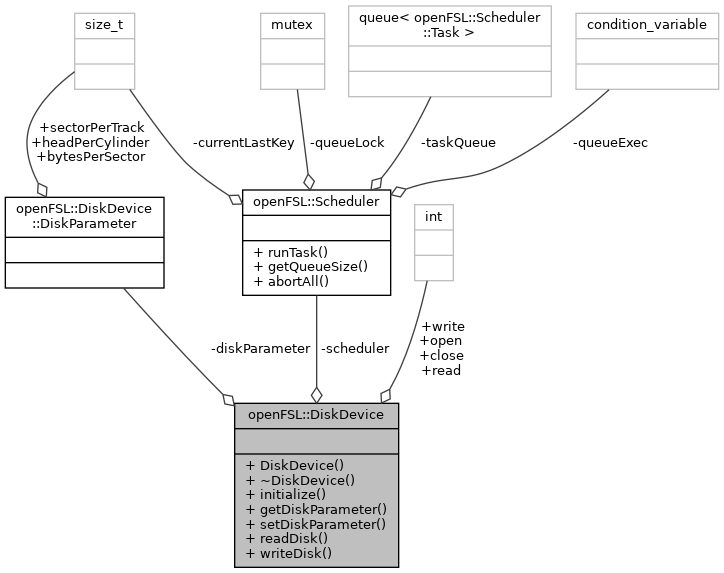 size_t
mutex
queue< openFSL::Scheduler
::Task >
condition_variable
+sectorPerTrack
+headPerCylinder
+bytesPerSector
-currentLastKey
-queueLock
-taskQueue
-queueExec
openFSL::DiskDevice
::DiskParameter
openFSL::Scheduler
+ runTask()
+ getQueueSize()
+ abortAll()
int
-diskParameter
-scheduler
+write
+open
+close
+read
openFSL::DiskDevice
+ DiskDevice()
+ ~DiskDevice()
+ initialize()
+ getDiskParameter()
+ setDiskParameter()
+ readDisk()
+ writeDisk()